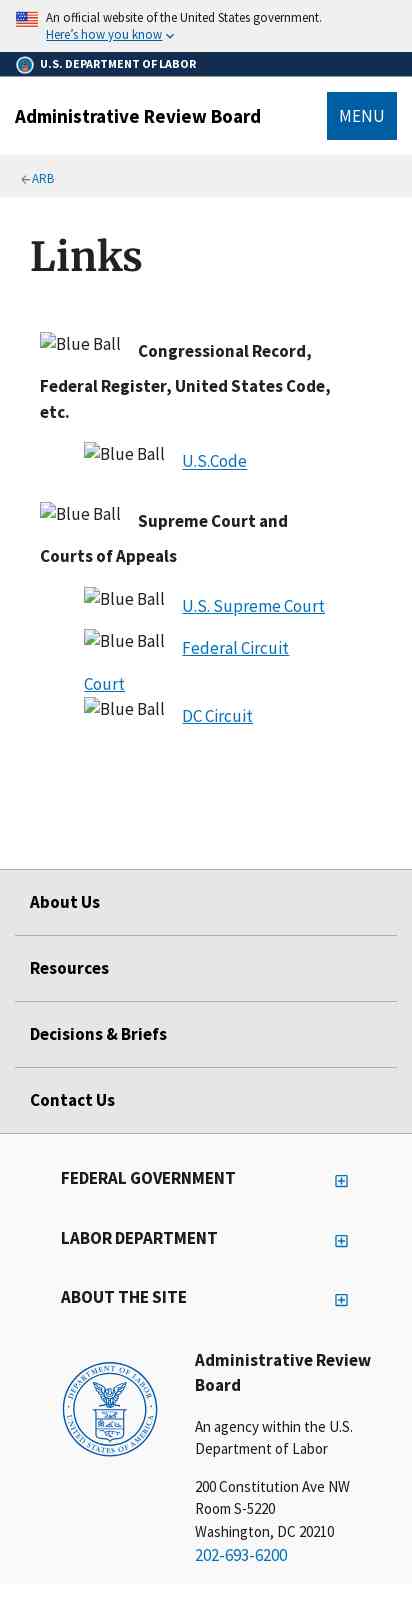 An official website of the United States government.
Here's how you know
U.S. DEPARTMENT OF LABOR
Administrative Review Board
MENU
ARB
Links
Blue Ball Congressional Record,
Federal Register, United States Code,
etc.
Blue Ball U.S.Code
Blue Ball Supreme Court and
Courts of Appeals
Blue Ball U.S. Supreme Court
Blue Ball Federal Circuit
Court
Blue Ball DC Circuit
About Us
Resources
Decisions & Briefs
Contact Us
FEDERAL GOVERNMENT
LABOR DEPARTMENT
ABOUT THE SITE
DEPARTMENT OF LABOR
UNITED STATES OF AMERICA
Administrative Review
Board
An agency within the U.S.
Department of Labor
200 Constitution Ave NW
Room S-5220
Washington, DC 20210
202-693-6200